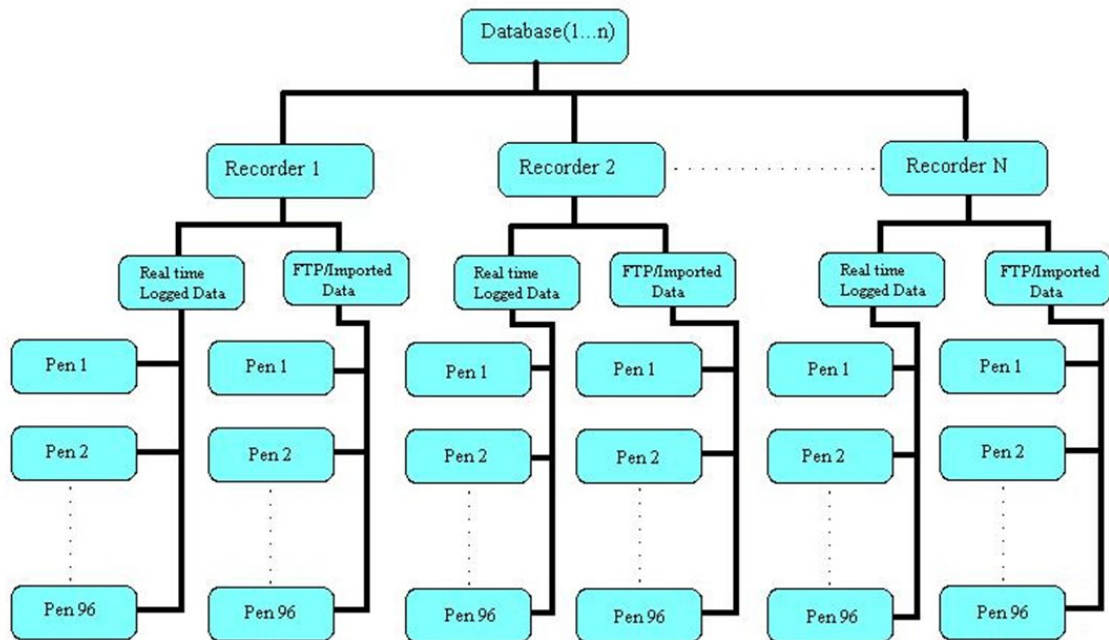 Database(1...n)
Recorder 1
Recorder 2
Recorder N
Real time
Logged Data
FTP/Imported
Data
Real time
Logged Data
FTP/Imported
Data
Real time
Logged Data
FTP/Imported
Data
Pen 1
Pen 1
Pen 1
Pen 1
Pen 1
Pen 1
Pen 2
Pen 2
Pen 2
Pen 2
Pen 2
Pen 2
Pen 96
Pen 96
Pen 96
Pen 96
Pen 96
Pen 96